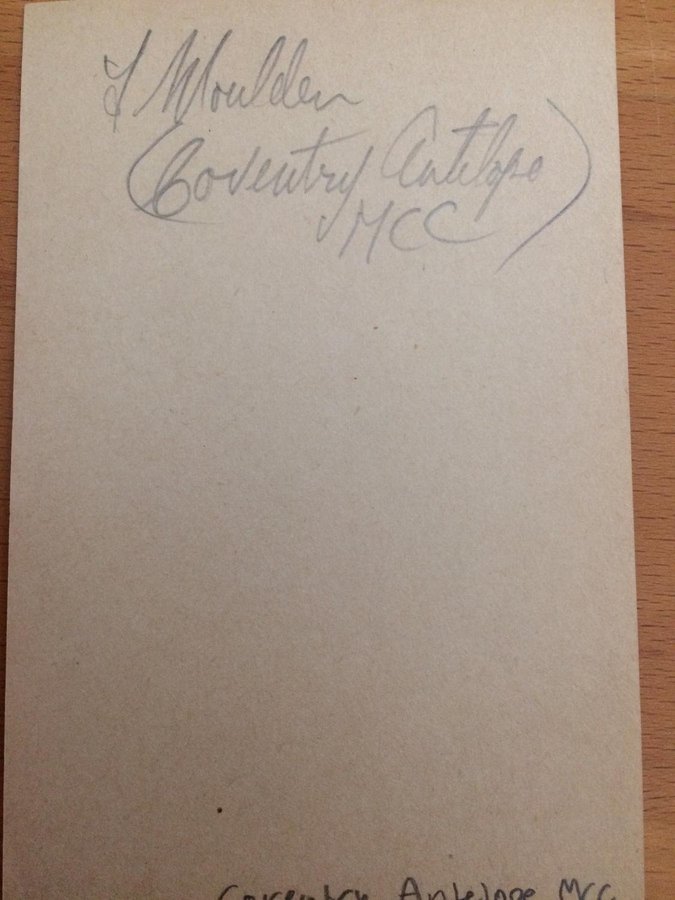 F Moulden
(Coventry Antelope
MCC)
Coventry Antelope MCC